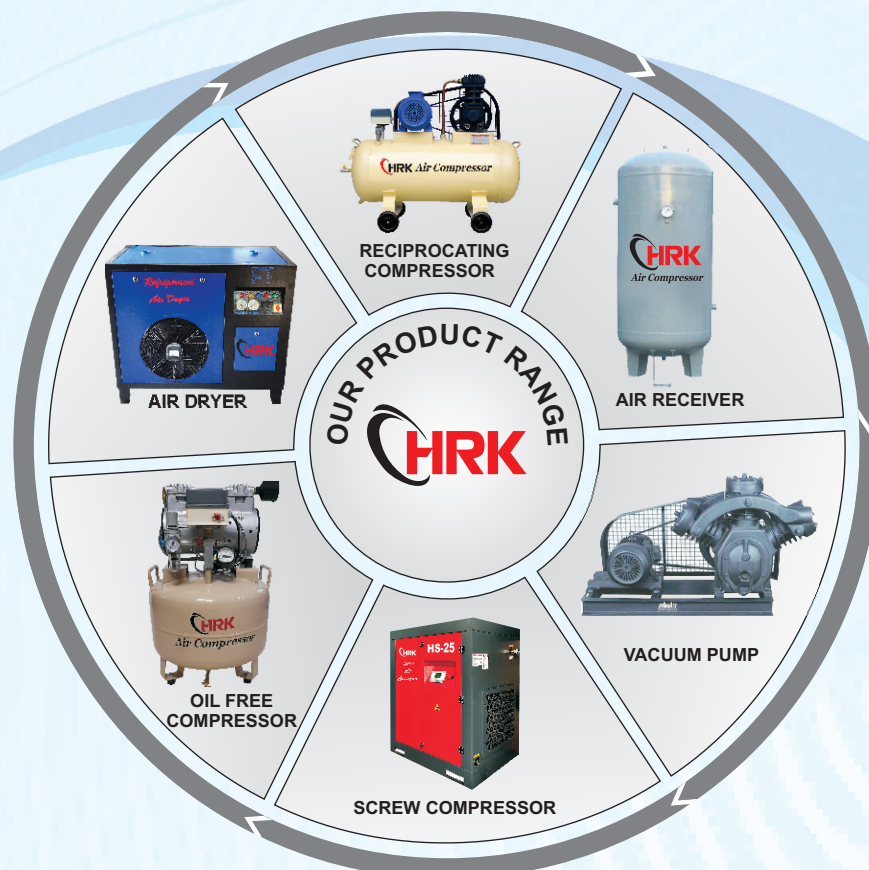 HRK Air Compressor
RECIPROCATING
COMPRESSOR
HRK
Air Compressor
AIR RECEIVER
VACUUM PUMP
HRK
HS-25
SCREW COMPRESSOR
HRK
Air Compressor
OIL FREE
COMPRESSOR
Refrigerated
Air Dryer
HRK
AIR DRYER
OUR PRODUCT RANGE
HRK